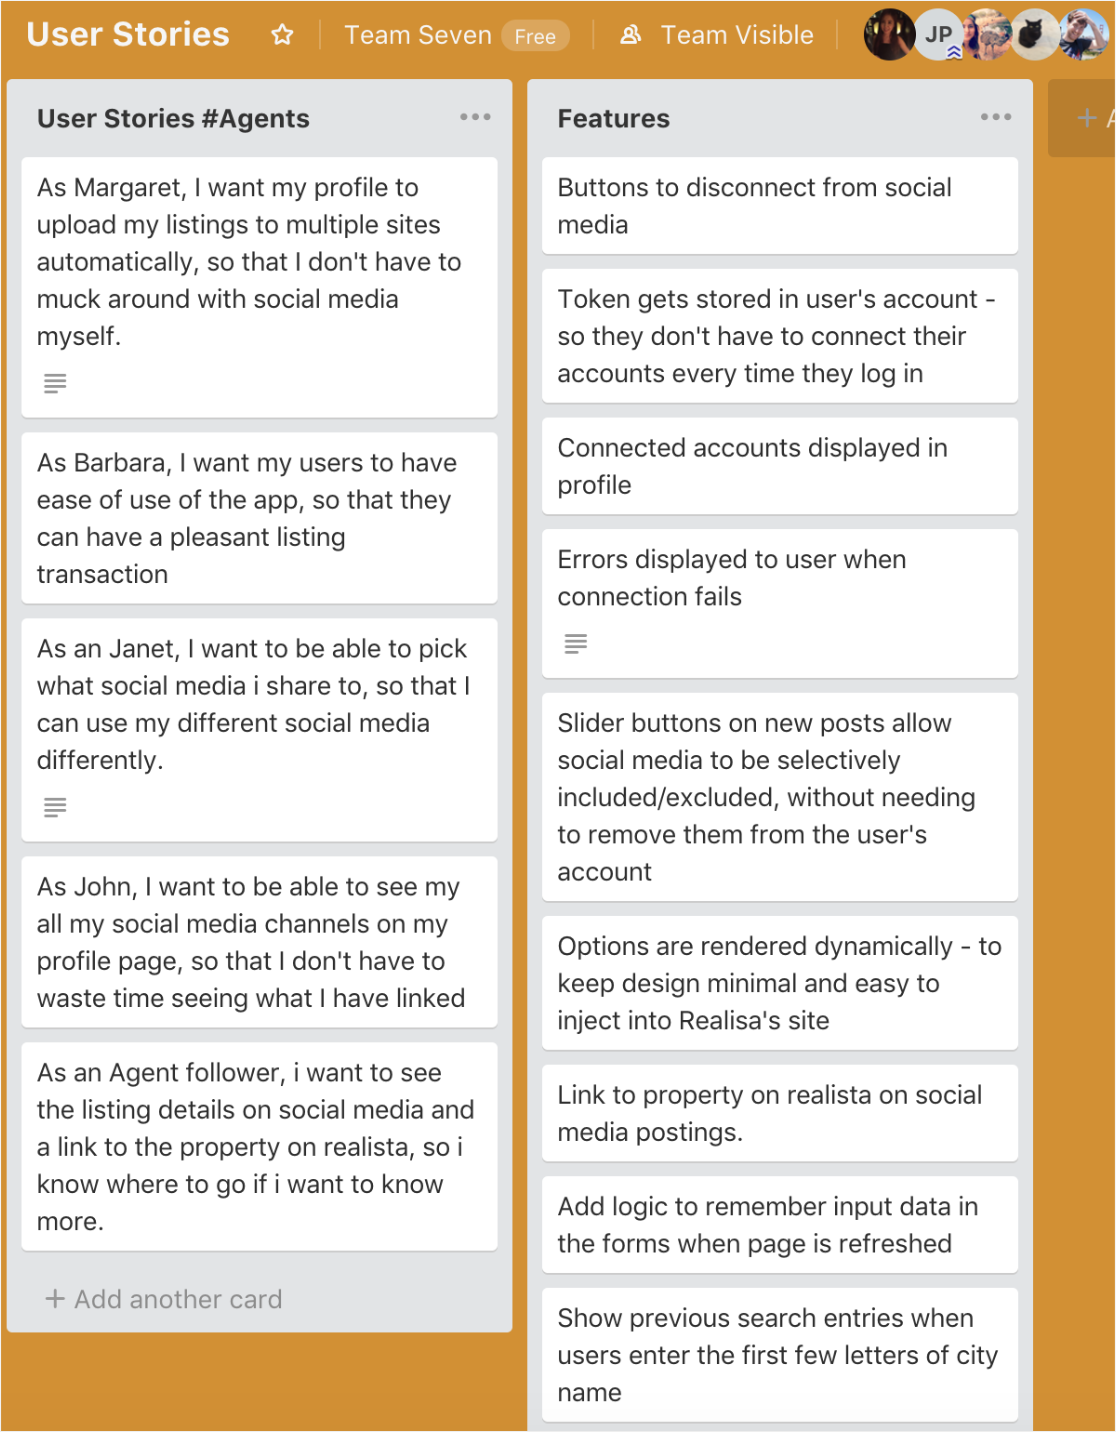 User Stories
Team Seven Free
Team Visible
JP
User Stories #Agents
As Margaret, I want my profile to
upload my listings to multiple sites
automatically, so that I don't have to
muck around with social media
myself.
As Barbara, I want my users to have
ease of use of the app, so that they
can have a pleasant listing
transaction
As an Janet, I want to be able to pick
what social media i share to, so that I
can use my different social media
differently.
As John, I want to be able to see my
all my social media channels on my
profile page, so that I don't have to
waste time seeing what I have linked
As an Agent follower, i want to see
the listing details on social media and
a link to the property on realista, so i
know where to go if i want to know
more.
+ Add another card
Features
Buttons to disconnect from social
media
Token gets stored in user's account -
so they don't have to connect their
accounts every time they log in
Connected accounts displayed in
profile
Errors displayed to user when
connection fails
Slider buttons on new posts allow
social media to be selectively
included/excluded, without needing
to remove them from the user's
account
Options are rendered dynamically - to
keep design minimal and easy to
inject into Realisa's site
Link to property on realista on social
media postings.
Add logic to remember input data in
the forms when page is refreshed
Show previous search entries when
users enter the first few letters of city
name
+